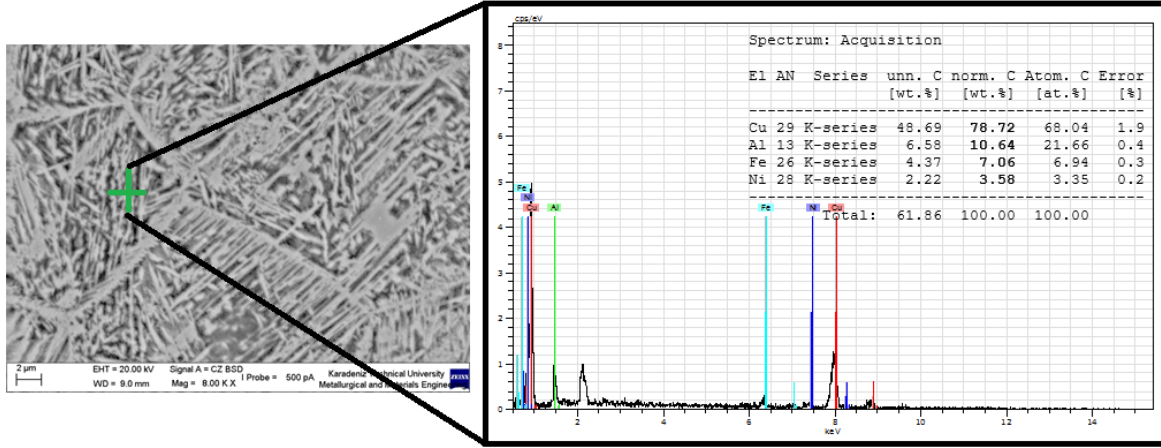 cps/eV
Spectrum: Acquisition
El AN Series unn. C norm. C Atom. C Error
[wt.%] [wt.%] [at.%] [%]
Cu 29 K-series 48.69 78.72 68.04 1.9
Al 13 K-series 6.58 10.64 21.66 0.4
Fe 26 K-series 4.37 7.06 6.94 0.3
Ni 28 K-series 2.22 3.58 3.35 0.2
Total: 61.86 100.00 100.00
8
7
6
5
4
3
2
1
0
Fe
Ni
Cu Al
Fe Ni Cu
2 4 6 8 10 12 14
keV
2 µm
EHT = 20.00 kV Signal A = CZ BSD
WD = 9.0 mm Mag = 8.00 K X
I Probe = 500 pA
Karadeniz Technical University
Metallurgical and Materials
ZEISS